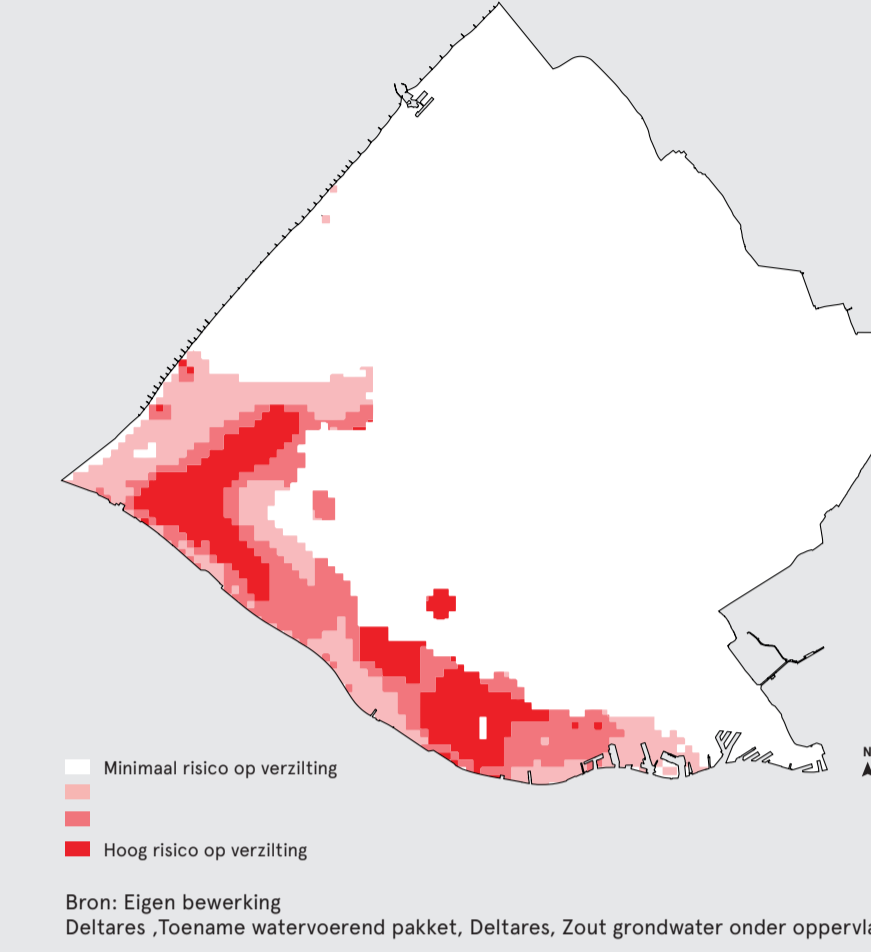 N
Minimaal risico op verzilting
Hoog risico op verzilting
Bron: Eigen bewerking
Deltares ,Toename watervoerend pakket, Deltares, Zout grondwater onder